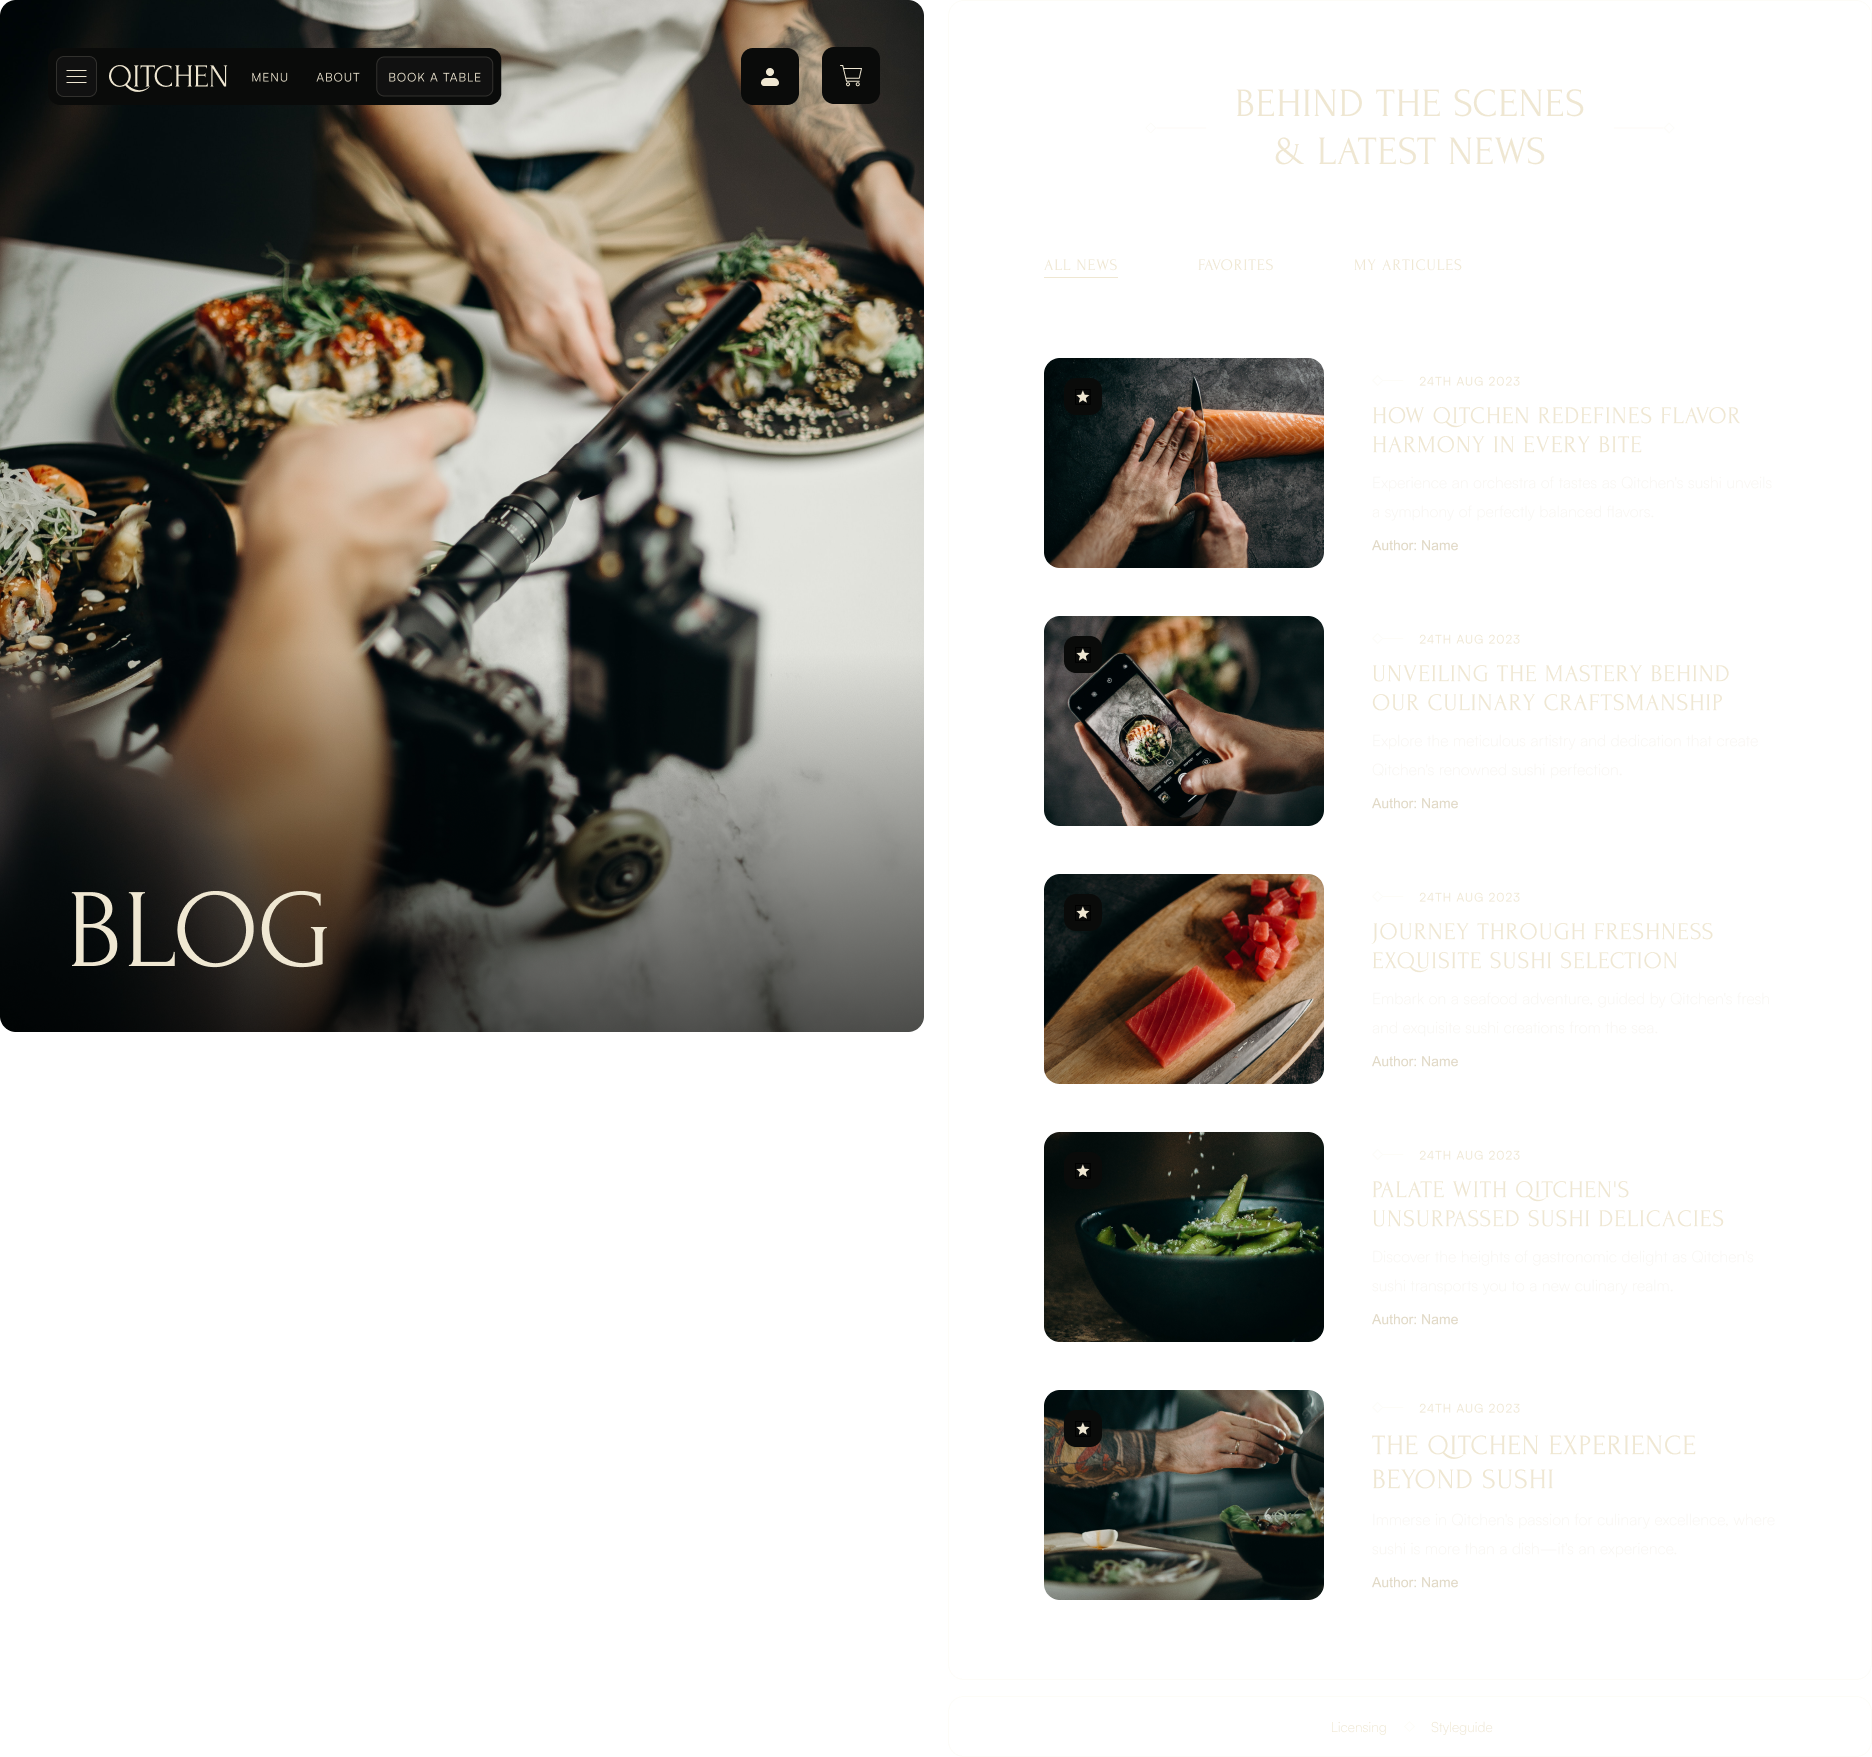 QITCHEN
MENU
ABOUT
BOOK A TABLE
BLOG
BEHIND THE SCENES
& LATEST NEWS
ALL NEWS
FAVORITES
MY ARTICULES
24TH AUG 2023
HOW QITCHEN REDEFINES FLAVOR
HARMONY IN EVERY BITE
Experience an orchestra of tastes as Qitchen's sushi unveils
a symphony of perfectly balanced flavors.
Author: Name
24TH AUG 2023
UNVEILING THE MASTERY BEHIND
OUR CULINARY CRAFTSMANSHIP
Explore the meticulous artistry and dedication that create
Qitchen's renowned sushi perfection.
Author: Name
24TH AUG 2023
JOURNEY THROUGH FRESHNESS
EXQUISITE SUSHI SELECTION
Embark on a seafood adventure, guided by Qitchen's fresh
and exquisite sushi creations from the sea.
Author: Name
24TH AUG 2023
PALATE WITH QITCHEN'S
UNSURPASSED SUSHI DELICACIES
Discover the heights of gastronomic delight as Qitchen's
sushi transports you to a new culinary realm.
Author: Name
24TH AUG 2023
THE QITCHEN EXPERIENCE
BEYOND SUSHI
Immerse in Qitchen's passion for culinary excellence, where
sushi is more than a dish—it's an experience.
Author: Name
Licensing
Styleguide